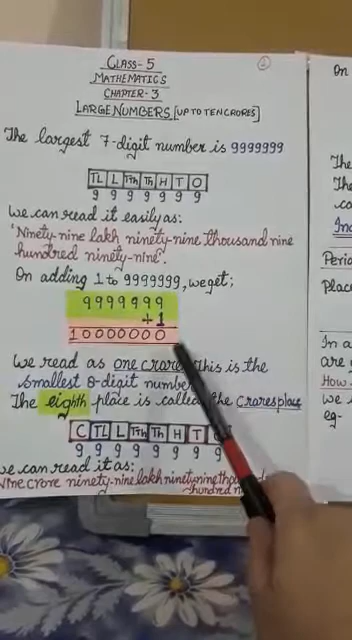 CLASS-5
MATHEMATICS
CHAPTER-3
LARGE NUMBERS [UP TO TEN CRORES]
The largest 7-digit number is 9999999
TL L TTh Th H T O
9 9 9 9 9 9 9
We can read it easily as:
"Ninety-nine lakh ninety-nine thousand nine
hundred ninety-nine".
On adding 1 to 9999999, we get;
9999999
+1
10000000
We read as one crore. This is the
smallest 8-digit number
The eighth place is called the crores place
C TL L TTh Th H T
9 9 9 9 9 9 9 9
we can read it as:
Nine crore ninety-nine lakh ninety nine
hundred
On
The
The
co
In
Perio
Place
In a
are
How
we
eg-